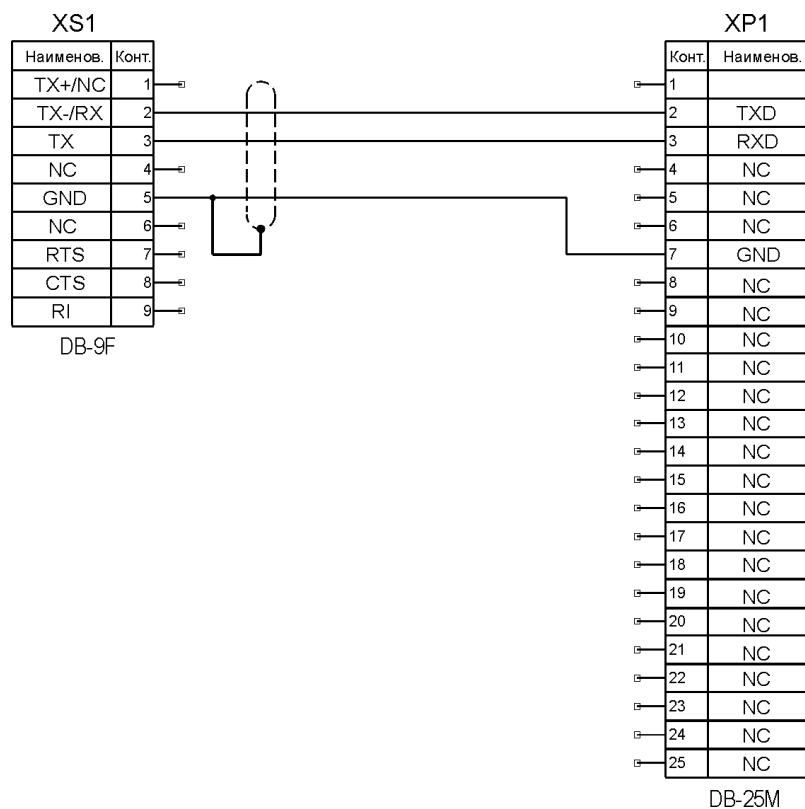 XS1
Наименов. Конт.
TX+/NC 1
TX-/RX 2
TX 3
NC 4
GND 5
NC 6
RTS 7
CTS 8
RI 9
DB-9F
XP1
Конт. Наименов.
1
2 TXD
3 RXD
4 NC
5 NC
6 NC
7 GND
8 NC
9 NC
10 NC
11 NC
12 NC
13 NC
14 NC
15 NC
16 NC
17 NC
18 NC
19 NC
20 NC
21 NC
22 NC
23 NC
24 NC
25 NC
DB-25M